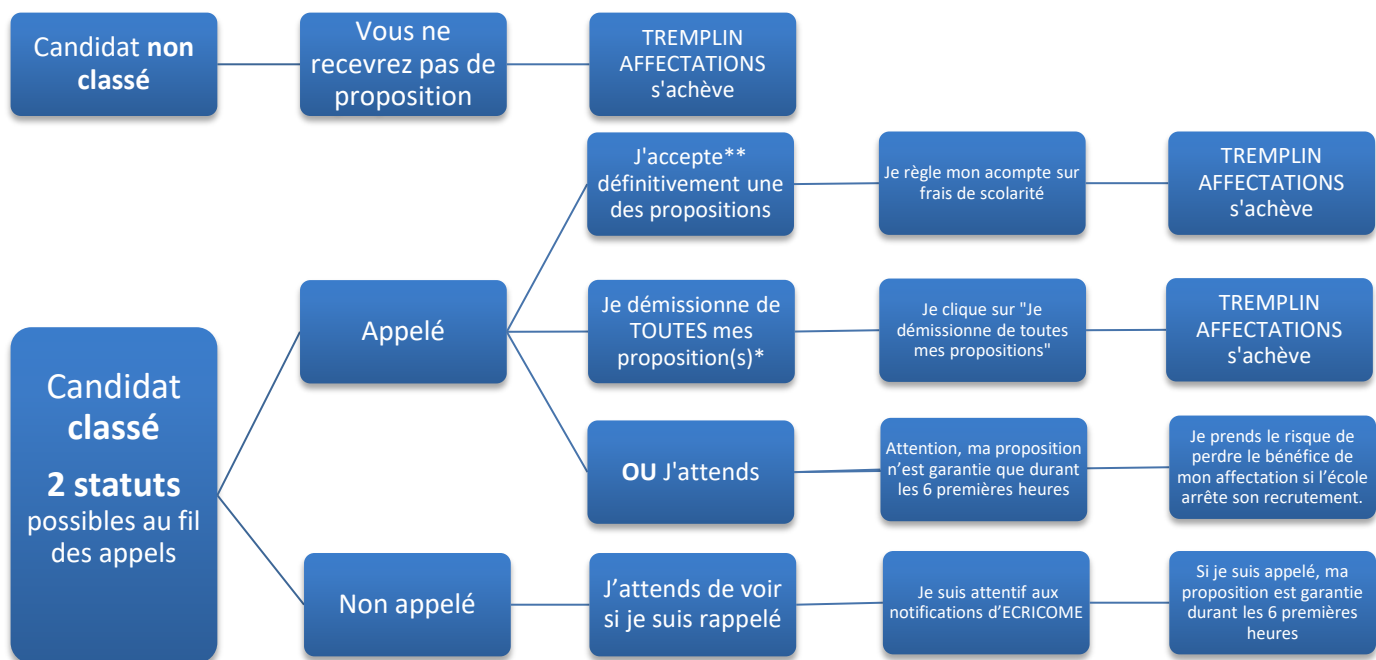 Candidat non
classé
Vous ne
recevrez pas de
proposition
TREMPLIN
AFFECTATIONS
s'achève
J'accepte**
définitivement une
des propositions
Je règle mon acompte sur
frais de scolarité
TREMPLIN
AFFECTATIONS
s'achève
Appelé
Je démissionne de
TOUTES mes
proposition(s)*
Je clique sur "Je
démissionne de toutes
mes propositions"
TREMPLIN
AFFECTATIONS
s'achève
Candidat
classé
2 statuts
possibles au fil
des appels
OU J'attends
Attention, ma proposition
n’est garantie que durant
les 6 premières heures
Je prends le risque de
perdre le bénéfice de
mon affectation si l’école
arrête son recrutement.
Non appelé
J’attends de voir
si je suis rappelé
Je suis attentif aux
notifications d’ECRICOME
Si je suis appelé, ma
proposition est garantie
durant les 6 premières
heures